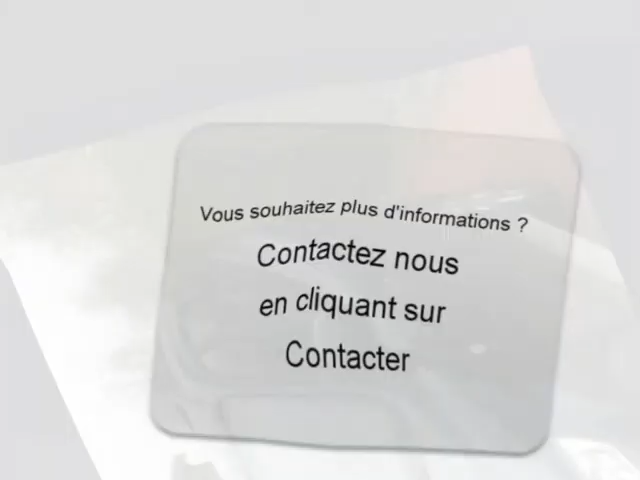 Vous souhaitez plus d'informations ?
Contactez nous
en cliquant sur
Contacter